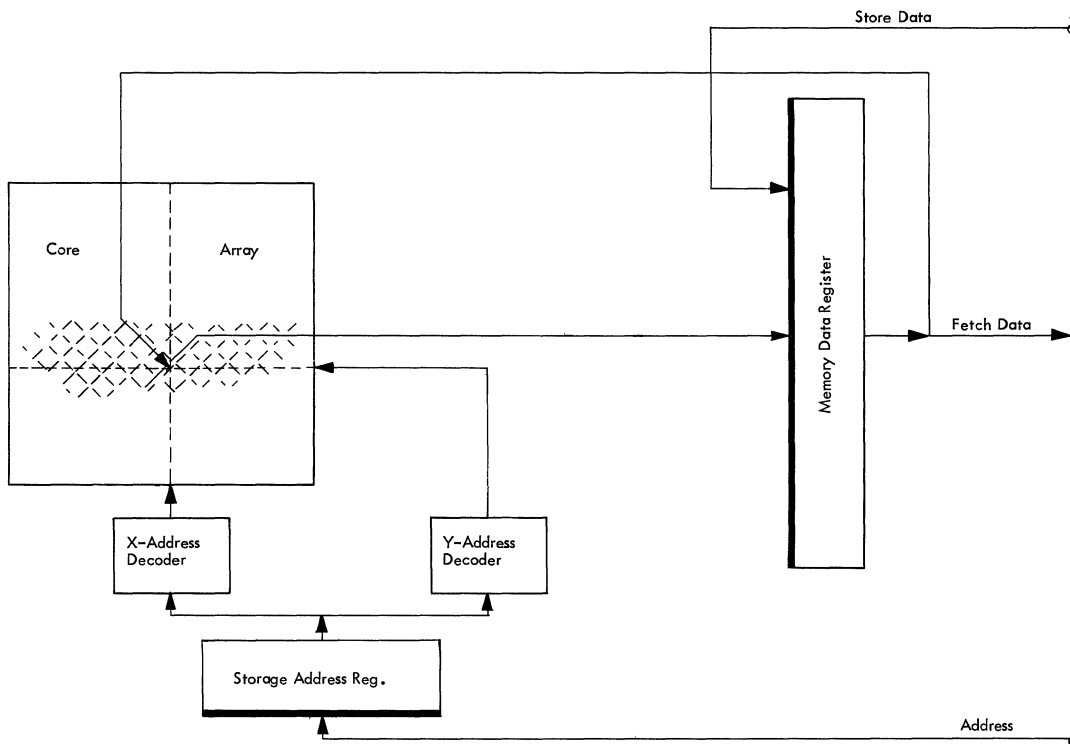 Store Data
Core
Array
Memory Data Register
Fetch Data
X-Address
Decoder
Y-Address
Decoder
Storage Address Reg.
Address